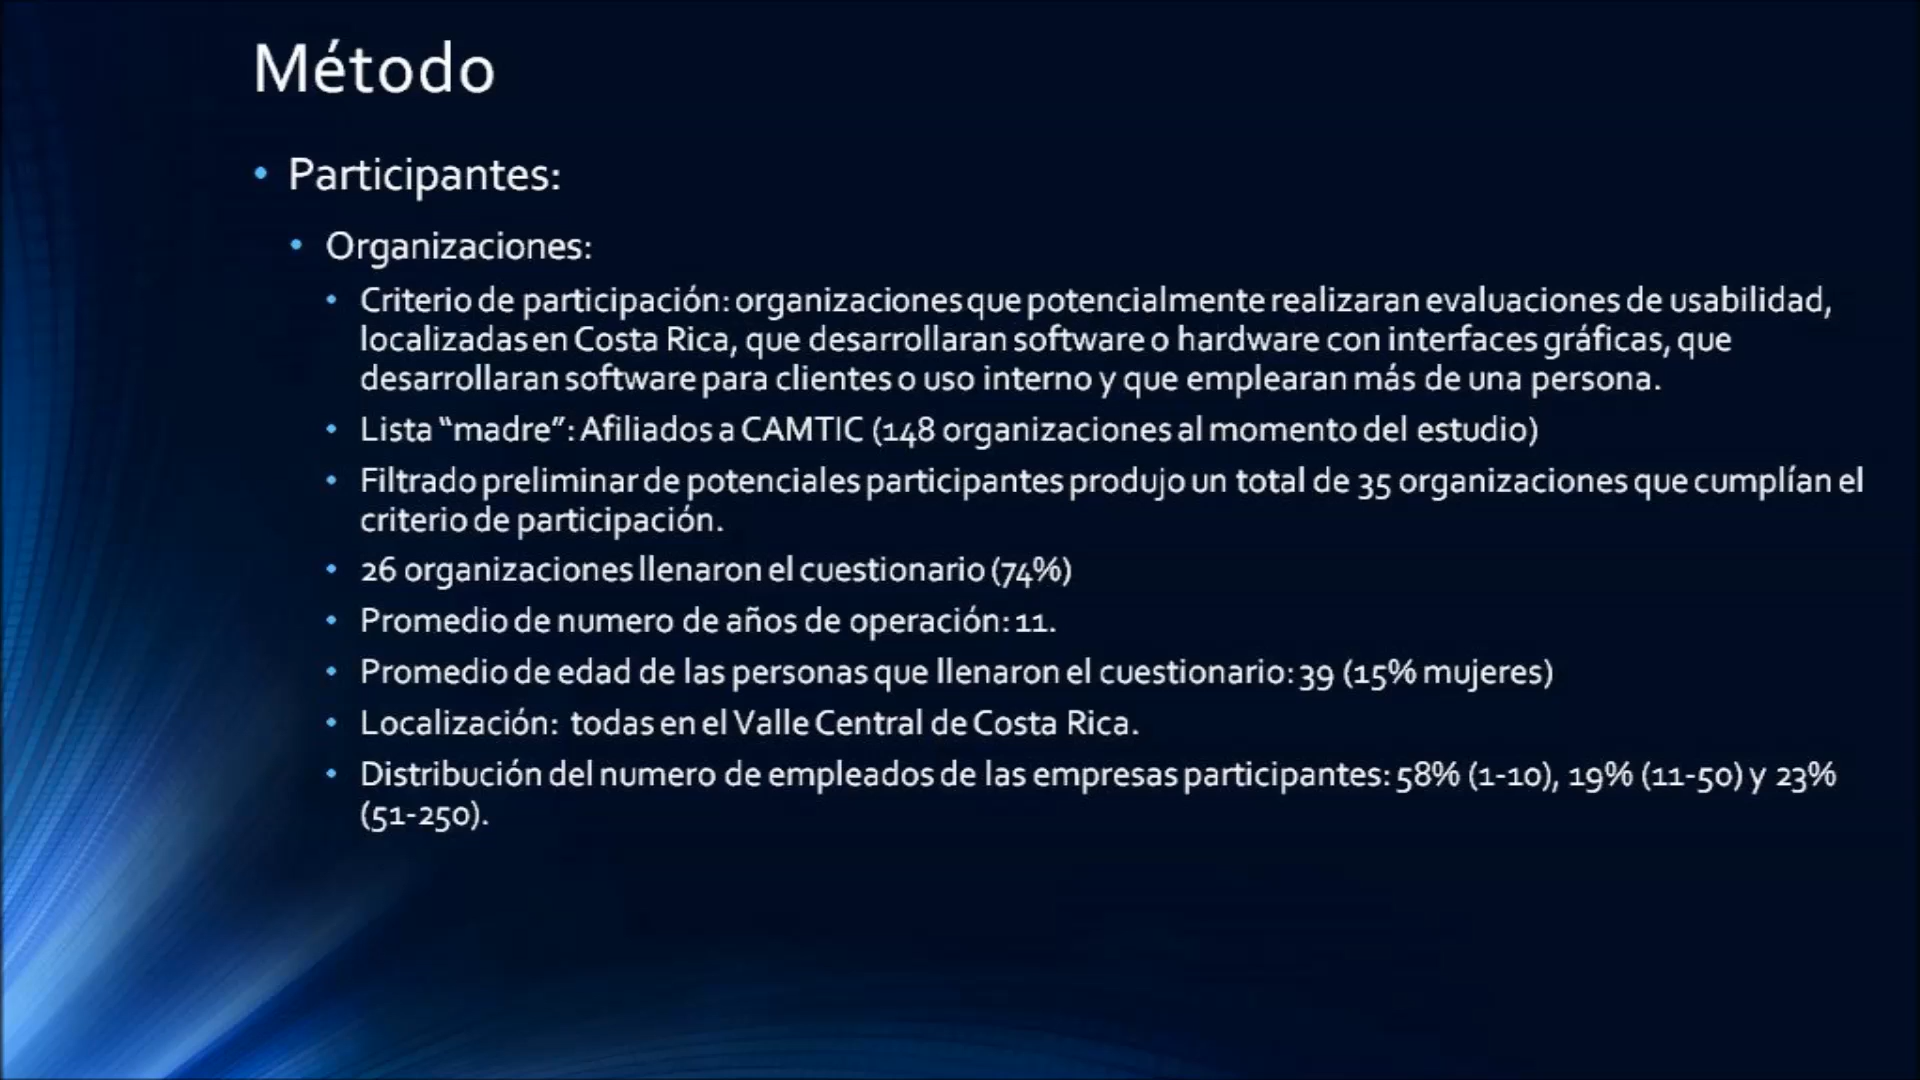 Método
• Participantes:
• Organizaciones:
• Criterio de participación: organizaciones que potencialmente realizaran evaluaciones de usabilidad,
localizadas en Costa Rica, que desarrollaran software o hardware con interfaces gráficas, que
desarrollaran software para clientes o uso interno y que emplearan más de una persona.
• Lista “madre”: Afiliados a CAMTIC (148 organizaciones al momento del estudio)
• Filtrado preliminar de potenciales participantes produjo un total de 35 organizaciones que cumplían el
criterio de participación.
• 26 organizaciones llenaron el cuestionario (74%)
• Promedio de numero de años de operación: 11.
• Promedio de edad de las personas que llenaron el cuestionario: 39 (15% mujeres)
• Localización: todas en el Valle Central de Costa Rica.
• Distribución del numero de empleados de las empresas participantes: 58% (1-10), 19% (11-50) y 23%
(51-250).